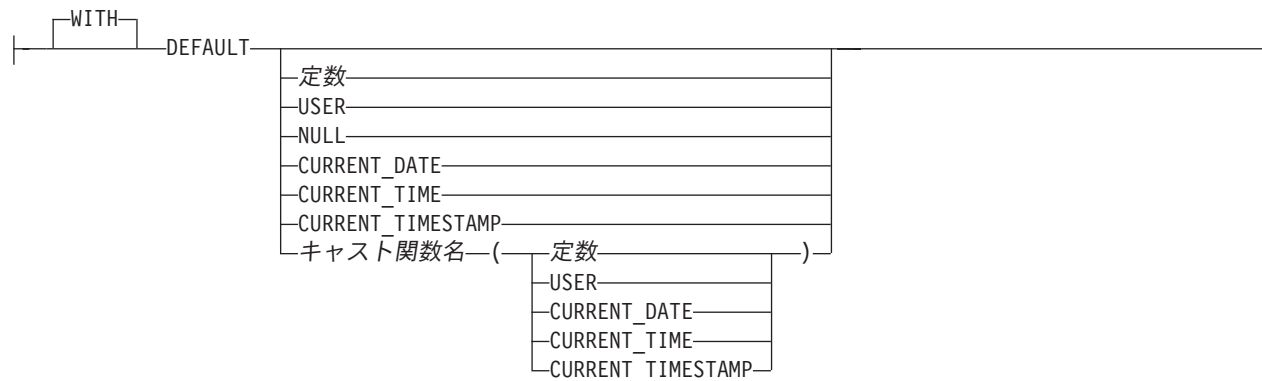 WITH
DEFAULT
定数
USER
NULL
CURRENT_DATE
CURRENT_TIME
CURRENT_TIMESTAMP
キャスト関数名 ( 定数 )
USER
CURRENT_DATE
CURRENT_TIME
CURRENT_TIMESTAMP